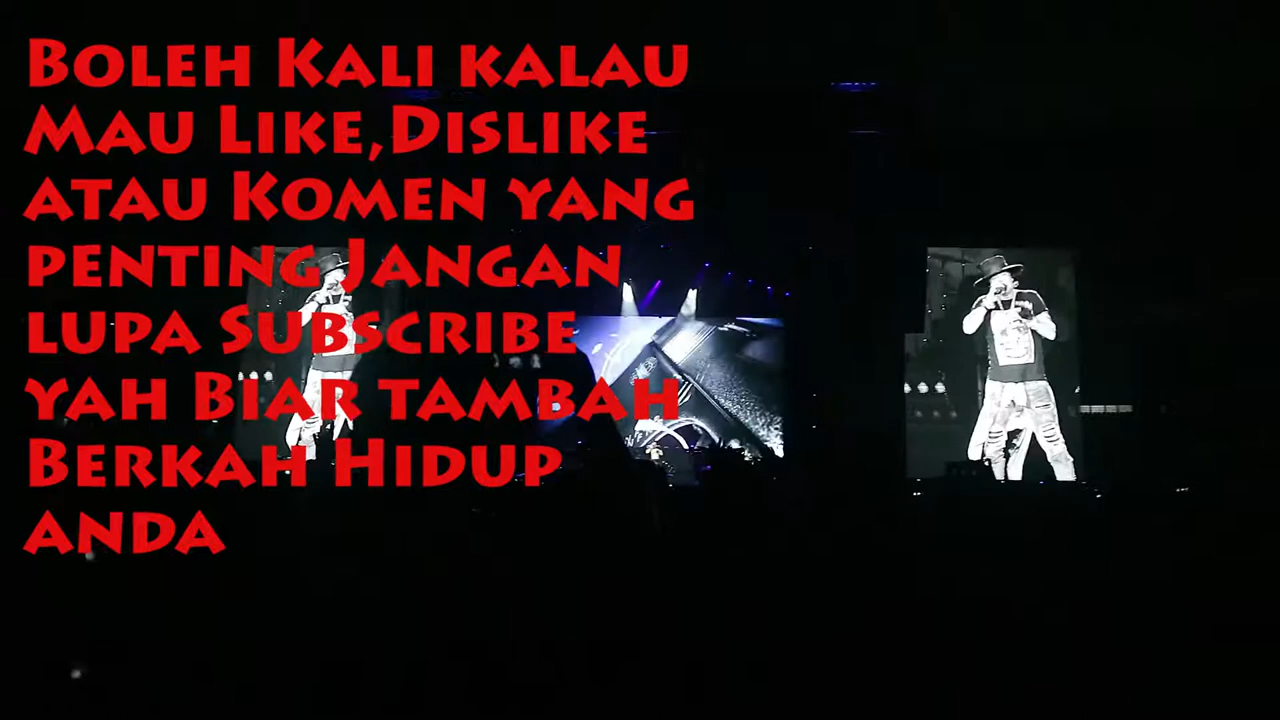 Boleh Kali kalau
Mau Like,Dislike
atau Komen yang
penting Jangan
lupa Subscribe
yah Biar tambah
Berkah Hidup
anda